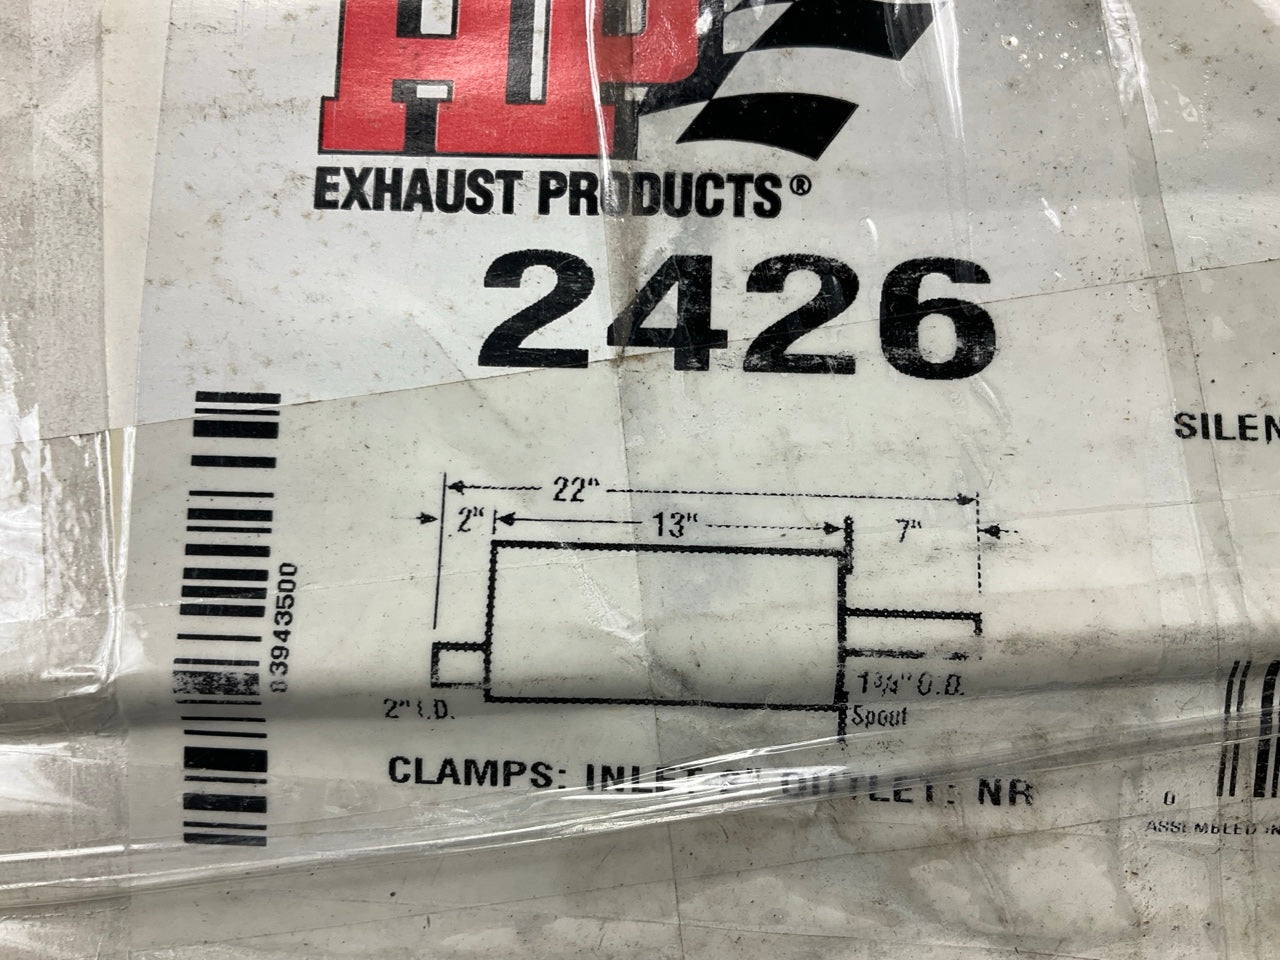 AP
EXHAUST PRODUCTS®
2426
SILEN
22"
2" 13" 7"
03943500
1 3/4" O.D.
2" I.D.
Spout
CLAMPS: INLET 2" OUTLET: NR
0
ASSEMBLED IN